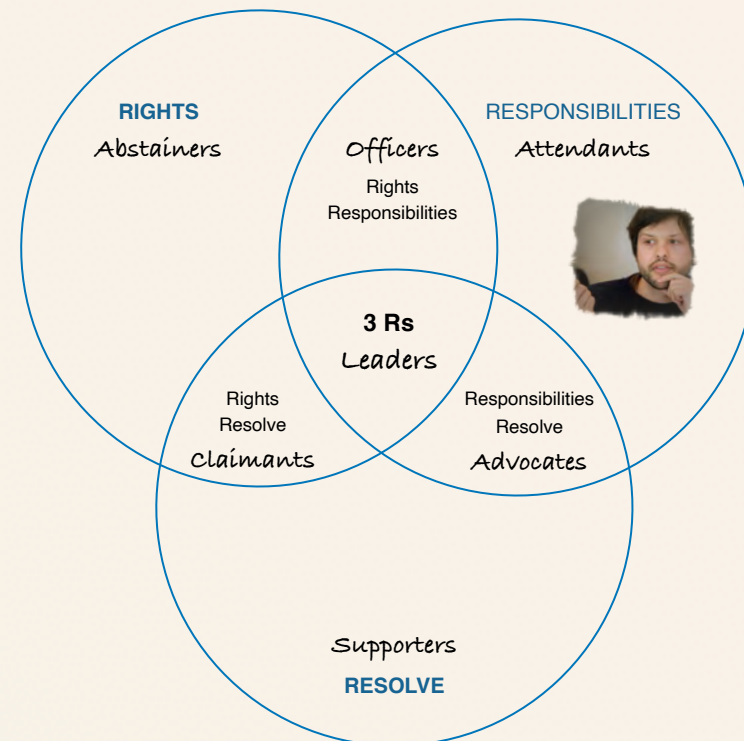 RIGHTS
Abstainers
Officers
Rights
Responsibilities
RESPONSIBILITIES
Attendants
3 Rs
Leaders
Rights
Resolve
Claimants
Responsibilities
Resolve
Advocates
Supporters
RESOLVE